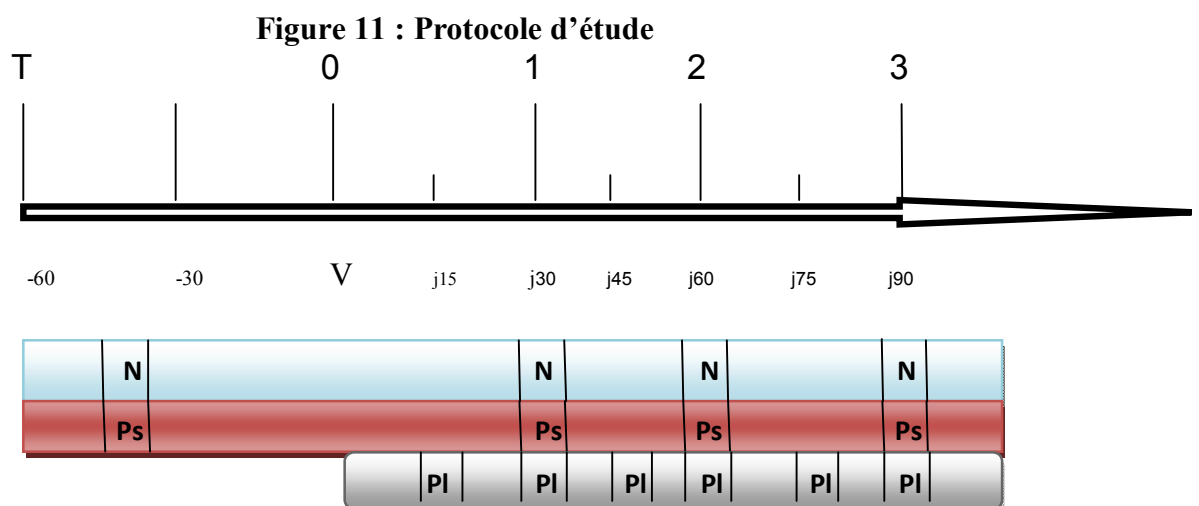 Figure 11 : Protocole d’étude
T 0 1 2 3
-60 -30 V j15 j30 j45 j60 j75 j90
N N N N
Ps Ps Ps Ps
Pl Pl Pl Pl Pl Pl